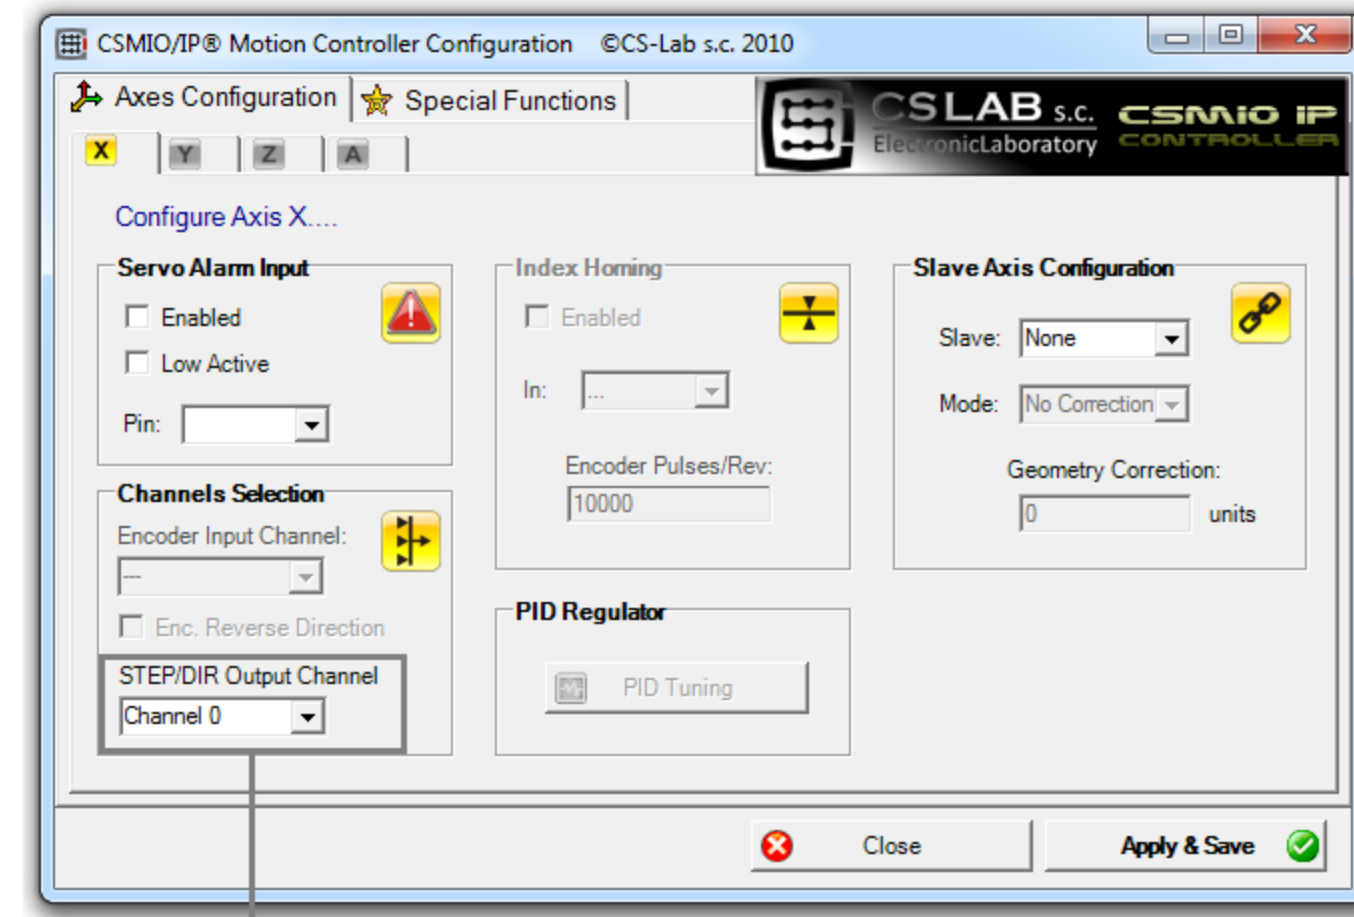 CSMIO/IP® Motion Controller Configuration ©CS-Lab s.c. 2010
Axes Configuration
Special Functions
CSLAB s.c.
ElectronicLaboratory
CSMIO IP
CONTROLLER
X
Y
Z
A
Configure Axis X....
Servo Alarm Input
Enabled
Low Active
Pin:
Channels Selection
Encoder Input Channel:
---
Enc. Reverse Direction
STEP/DIR Output Channel
Channel 0
Index Homing
Enabled
In: ...
Encoder Pulses/Rev:
10000
PID Regulator
PID Tuning
Slave Axis Configuration
Slave: None
Mode: No Correction
Geometry Correction:
0 units
Close
Apply & Save